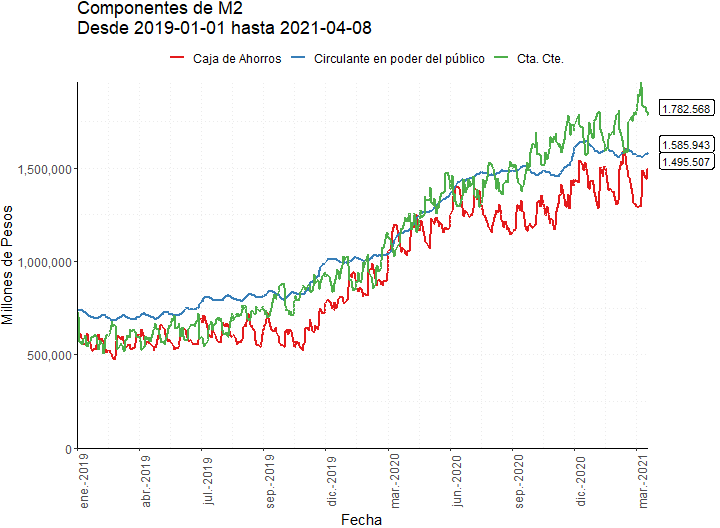 Componentes de M2
Desde 2019-01-01 hasta 2021-04-08
Caja de Ahorros Circulante en poder del público Cta. Cte.
1.782.568
1.585.943
1.495.507
1,500,000
1,000,000
500,000
0
Millones de Pesos
ene.-2019 abr.-2019 jul.-2019 sep.-2019 dic.-2019 mar.-2020 jun.-2020 sep.-2020 dic.-2020 mar.-2021
Fecha